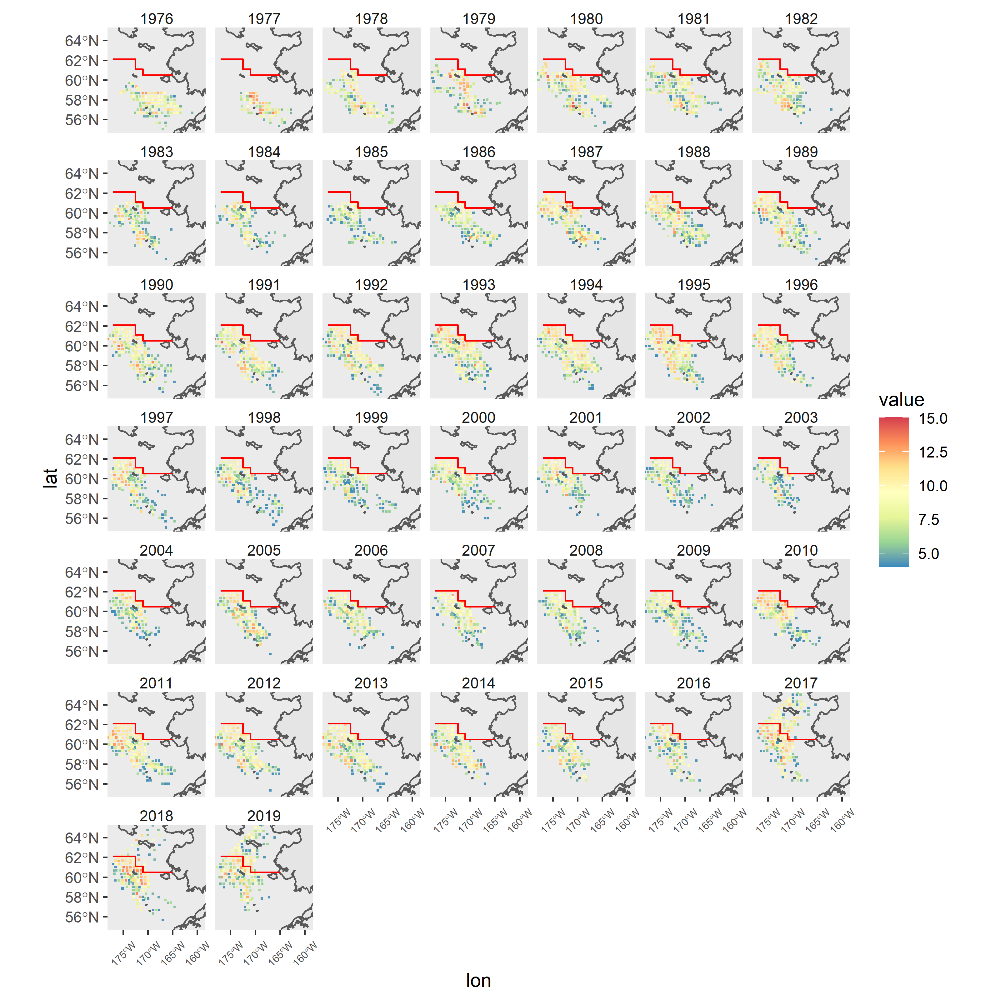 1976 1977 1978 1979 1980 1981 1982
64°N
62°N
60°N
58°N
56°N
1983 1984 1985 1986 1987 1988 1989
64°N
62°N
60°N
58°N
56°N
1990 1991 1992 1993 1994 1995 1996
64°N
62°N
60°N
58°N
56°N
value
1997 1998 1999 2000 2001 2002 2003
15.0
64°N
12.5
62°N
lat
60°N
10.0
58°N
7.5
56°N
5.0
2004 2005 2006 2007 2008 2009 2010
64°N
62°N
60°N
58°N
56°N
2011 2012 2013 2014 2015 2016 2017
64°N
62°N
60°N
58°N
56°N
175°W 170°W 165°W 160°W 175°W 170°W 165°W 160°W 175°W 170°W 165°W 160°W 175°W 170°W 165°W 160°W 175°W 170°W 165°W 160°W
2018 2019
64°N
62°N
60°N
58°N
56°N
175°W 170°W 165°W 160°W 175°W 170°W 165°W 160°W
lon